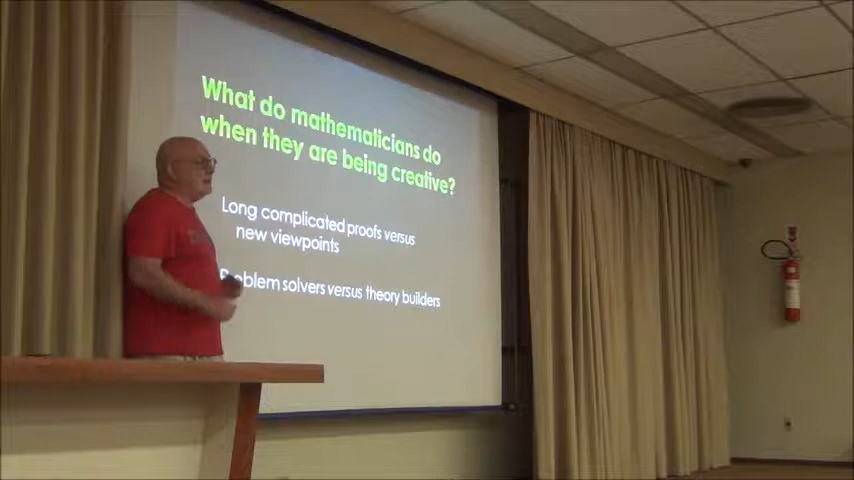 What do mathematicians do
when they are being creative?
Long complicated proofs versus
new viewpoints
Problem solvers versus theory builders